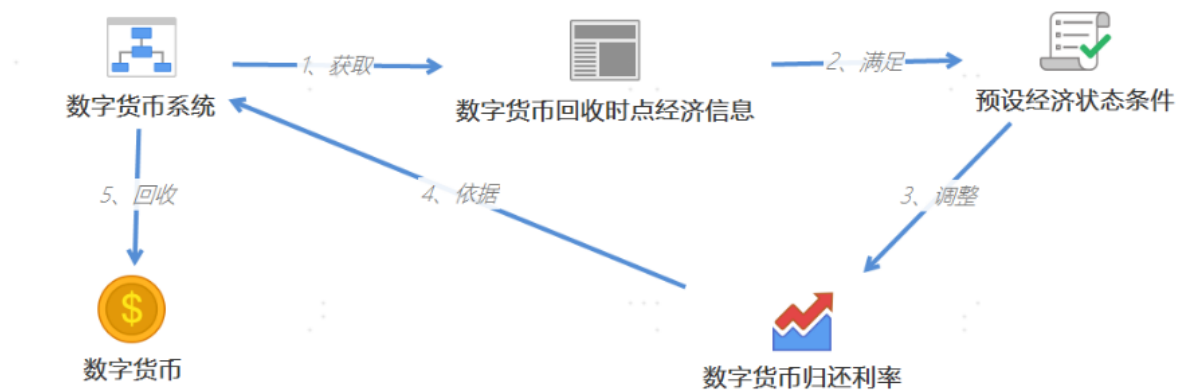 1、获取
2、满足
数字货币系统
数字货币回收时点经济信息
预设经济状态条件
5、回收
4、依据
3、调整
数字货币
数字货币归还利率